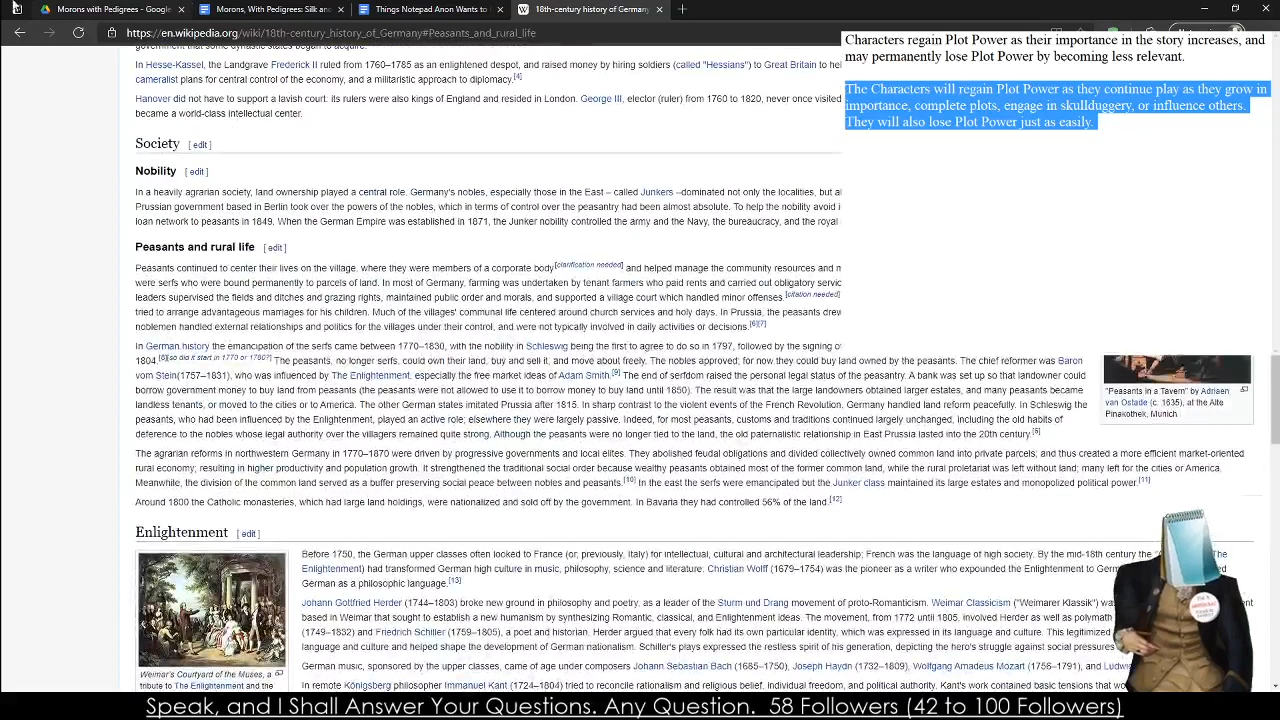 Morons with Pedigrees - Google
Morons, With Pedigrees: Silk and
Things Notepad Anon Wants to
18th-century history of Germany
https://en.wikipedia.org/wiki/18th-century_history_of_Germany#Peasants_and_rural_life
Characters regain Plot Power as their importance in the story increases, and
may permanently lose Plot Power by becoming less relevant.
The Characters will regain Plot Power as they continue play as they grow in
importance, complete plots, engage in skullduggery, or influence others.
They will also lose Plot Power just as easily.
government that some dynastic states began to acquire.
In Hesse-Kassel, the Landgrave Frederick II ruled from 1760–1785 as an enlightened despot, and raised money by hiring soldiers (called "Hessians") to Great Britain to hel
cameralist plans for central control of the economy, and a militaristic approach to diplomacy.[4]
Hanover did not have to support a lavish court: its rulers were also kings of England and resided in London. George III, elector (ruler) from 1760 to 1820, never once visited
became a world-class intellectual center.
Society [ edit ]
Nobility [ edit ]
In a heavily agrarian society, land ownership played a central role. Germany's nobles, especially those in the East – called Junkers –dominated not only the localities, but al
Prussian government based in Berlin took over the powers of the nobles, which in terms of control over the peasantry had been almost absolute. To help the nobility avoid i
loan network to peasants in 1849. When the German Empire was established in 1871, the Junker nobility controlled the army and the Navy, the bureaucracy, and the royal
Peasants and rural life [ edit ]
Peasants continued to center their lives on the village, where they were members of a corporate body[clarification needed] and helped manage the community resources and m
were serfs who were bound permanently to parcels of land. In most of Germany, farming was undertaken by tenant farmers who paid rents and carried out obligatory servic
leaders supervised the fields and ditches and grazing rights, maintained public order and morals, and supported a village court which handled minor offenses.[citation needed]
tried to arrange advantageous marriages for his children. Much of the villages' communal life centered around church services and holy days. In Prussia, the peasants drew
noblemen handled external relationships and politics for the villages under their control, and were not typically involved in daily activities or decisions.[6][7]
In German history the emancipation of the serfs came between 1770–1830, with the nobility in Schleswig being the first to agree to do so in 1797, followed by the signing of
1804.[8][so did it start in 1770 or 1780?] The peasants, no longer serfs, could own their land, buy and sell it, and move about freely. The nobles approved; for now they could buy land owned by the peasants. The chief reformer was Baron
vom Stein(1757–1831), who was influenced by The Enlightenment, especially the free market ideas of Adam Smith.[9] The end of serfdom raised the personal legal status of the peasantry. A bank was set up so that landowner could
borrow government money to buy land from peasants (the peasants were not allowed to use it to borrow money to buy land until 1850). The result was that the large landowners obtained larger estates, and many peasants became
landless tenants, or moved to the cities or to America. The other German states imitated Prussia after 1815. In sharp contrast to the violent events of the French Revolution, Germany handled land reform peacefully. In Schleswig the
peasants, who had been influenced by the Enlightenment, played an active role; elsewhere they were largely passive. Indeed, for most peasants, customs and traditions continued largely unchanged, including the old habits of
deference to the nobles whose legal authority over the villagers remained quite strong. Although the peasants were no longer tied to the land, the old paternalistic relationship in East Prussia lasted into the 20th century.[6]
"Peasants in a Tavern" by Adriaen
van Ostade (c. 1635), at the Alte
Pinakothek, Munich
The agrarian reforms in northwestern Germany in 1770–1870 were driven by progressive governments and local elites. They abolished feudal obligations and divided collectively owned common land into private parcels; and thus created a more efficient market-oriented
rural economy; resulting in higher productivity and population growth. It strengthened the traditional social order because wealthy peasants obtained most of the former common land, while the rural proletariat was left without land; many left for the cities or America.
Meanwhile, the division of the common land served as a buffer preserving social peace between nobles and peasants.[10] In the east the serfs were emancipated but the Junker class maintained its large estates and monopolized political power.[11]
Around 1800 the Catholic monasteries, which had large land holdings, were nationalized and sold off by the government. In Bavaria they had controlled 56% of the land.[12]
Enlightenment [ edit ]
Before 1750, the German upper classes often looked to France (or, previously, Italy) for intellectual, cultural and architectural leadership; French was the language of high society. By the mid-18th century the The
Enlightenment) had transformed German high culture in music, philosophy, science and literature. Christian Wolff (1679–1754) was the pioneer as a writer who expounded the Enlightenment to Germ
German as a philosophic language.[13]
Johann Gottfried Herder (1744–1803) broke new ground in philosophy and poetry, as a leader of the Sturm und Drang movement of proto-Romanticism. Weimar Classicism ("Weimarer Klassik") wa
based in Weimar that sought to establish a new humanism by synthesizing Romantic, classical, and Enlightenment ideas. The movement, from 1772 until 1805, involved Herder as well as polymath
(1749–1832) and Friedrich Schiller (1759–1805), a poet and historian. Herder argued that every folk had its own particular identity, which was expressed in its language and culture. This legitimized
language and culture and helped shape the development of German nationalism. Schiller's plays expressed the restless spirit of his generation, depicting the hero's struggle against social pressures
German music, sponsored by the upper classes, came of age under composers Johann Sebastian Bach (1685–1750), Joseph Haydn (1732–1809), Wolfgang Amadeus Mozart (1756–1791), and Ludw
In remote Königsberg philosopher Immanuel Kant (1724–1804) tried to reconcile rationalism and religious belief, individual freedom, and political authority. Kant's work contained basic tensions that wo
Weimar's Courtyard of the Muses, a
tribute to The Enlightenment and the
Speak, and I Shall Answer Your Questions. Any Question. 58 Followers (42 to 100 Followers)